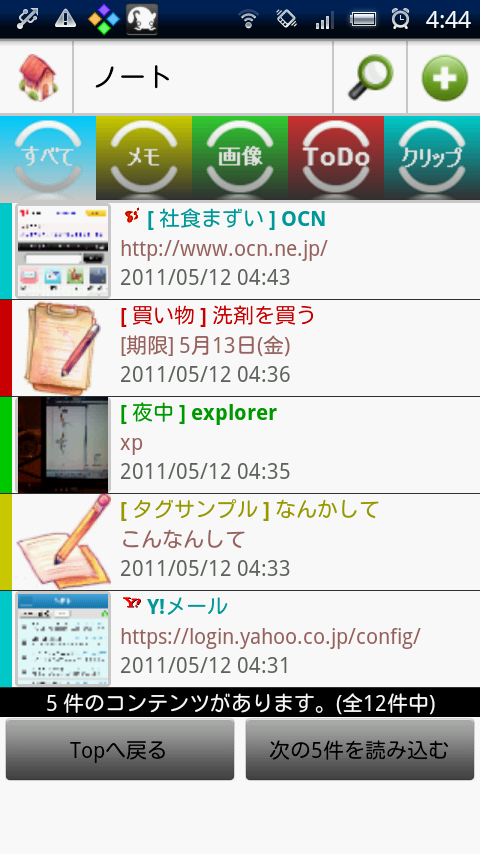 4:44
ノート
すべて
メモ
画像
ToDo
クリップ
[ 社食まずい ] OCN
http://www.ocn.ne.jp/
2011/05/12 04:43
[ 買い物 ] 洗剤を買う
[期限] 5月13日(金)
2011/05/12 04:36
[ 夜中 ] explorer
xp
2011/05/12 04:35
[ タグサンプル ] なんかして
こんなんして
2011/05/12 04:33
Y!メール
https://login.yahoo.co.jp/config/
2011/05/12 04:31
5 件のコンテンツがあります。(全12件中)
Topへ戻る
次の5件を読み込む